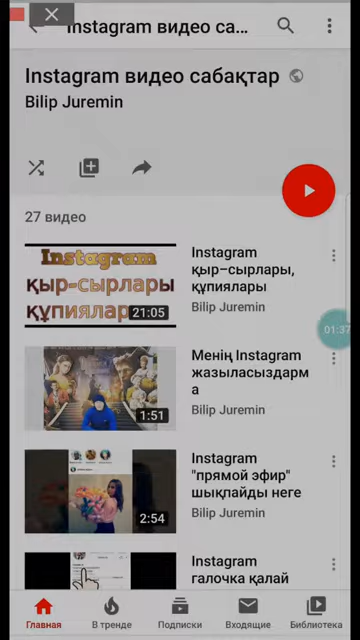 Instagram видео са...
Instagram видео сабақтар
Bilip Juremin
27 видео
Instagram
қыр-сырлары
құпиялар
21:05
Instagram
қыр–сырлары,
құпиялары
Bilip Juremin
01:37
1:51
Менің Instagram
жазыласыздарм
а
Bilip Juremin
2:54
Instagram
"прямой эфир"
шықпайды неге
Bilip Juremin
Instagram
галочка қалай
Главная
В тренде
Подписки
Входящие
Библиотека